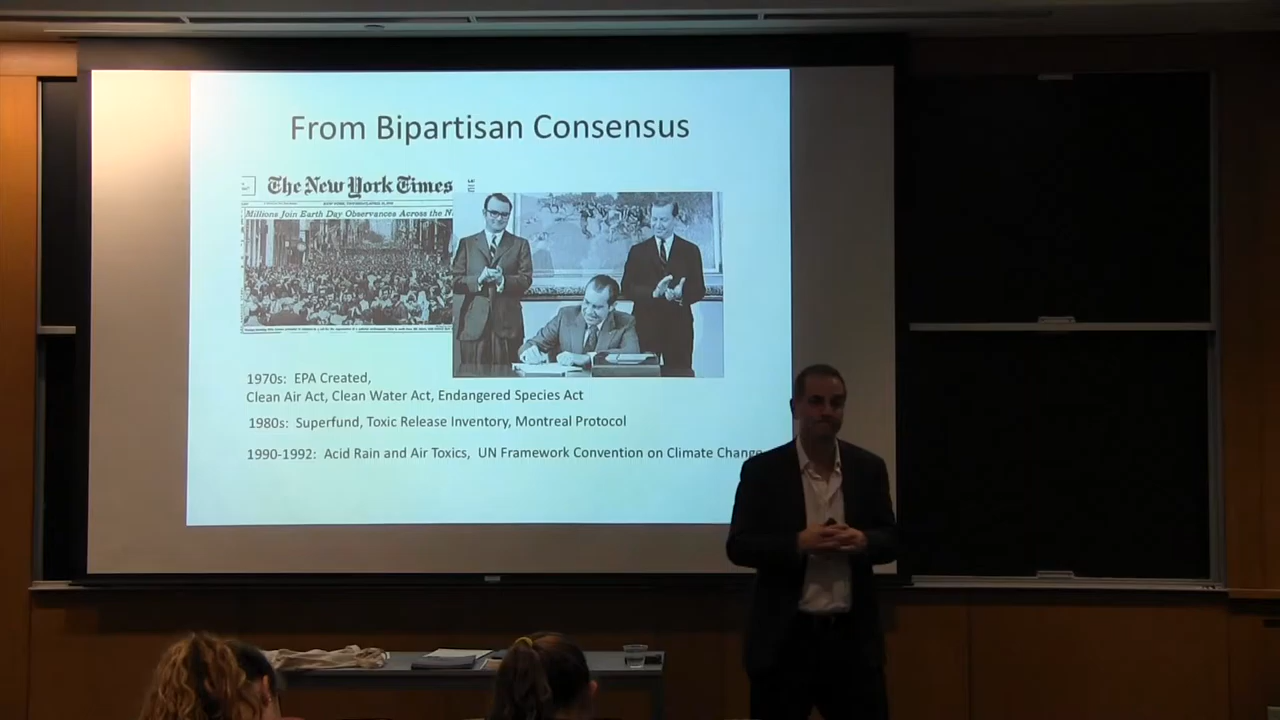 From Bipartisan Consensus
The New York Times
Millions Join Earth Day Observances Across the N
1970s: EPA Created,
Clean Air Act, Clean Water Act, Endangered Species Act
1980s: Superfund, Toxic Release Inventory, Montreal Protocol
1990-1992: Acid Rain and Air Toxics, UN Framework Convention on Climate Change